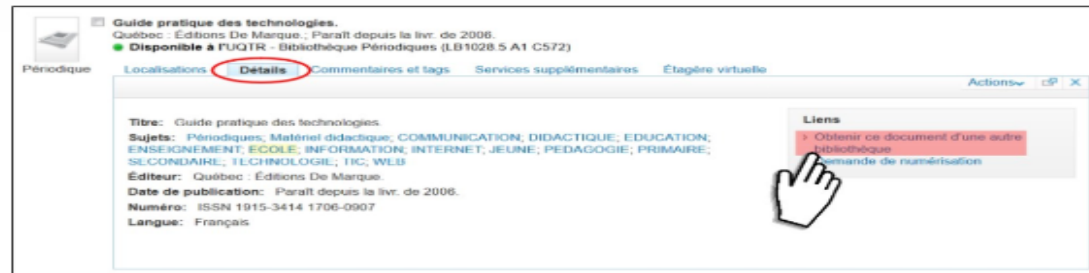 Guide pratique des technologies.
Québec : Éditions De Marque.; Paraît depuis la livr. de 2006.
Disponible à l'UQTR - Bibliothèque Périodiques (LB1028.5 A1 C572)
Périodique
Localisations Détails Commentaires et tags Services supplémentaires Étagère virtuelle
Actions
Titre: Guide pratique des technologies.
Sujets: Périodiques; Matériel didactique; COMMUNICATION; DIDACTIQUE; EDUCATION;
ENSEIGNEMENT; ECOLE; INFORMATION; INTERNET; JEUNE; PEDAGOGIE; PRIMAIRE;
SECONDAIRE; TECHNOLOGIE; TIC; WEB
Éditeur: Québec : Éditions De Marque.
Date de publication: Paraît depuis la livr. de 2006.
Numéro: ISSN 1915-3414 1706-0907
Langue: Français
Liens
› Obtenir ce document d'une autre
bibliothèque
Demande de numérisation